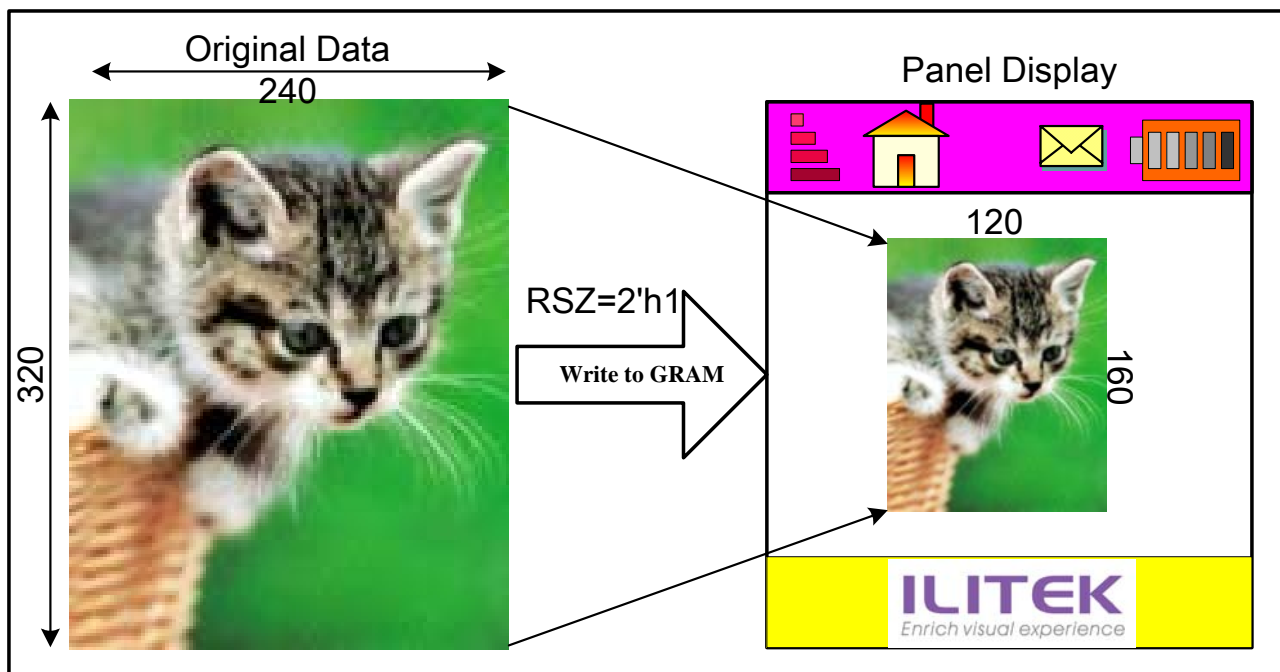 Original Data
240
320
RSZ=2'h1
Write to GRAM
Panel Display
120
160
ILITEK
Enrich visual experience